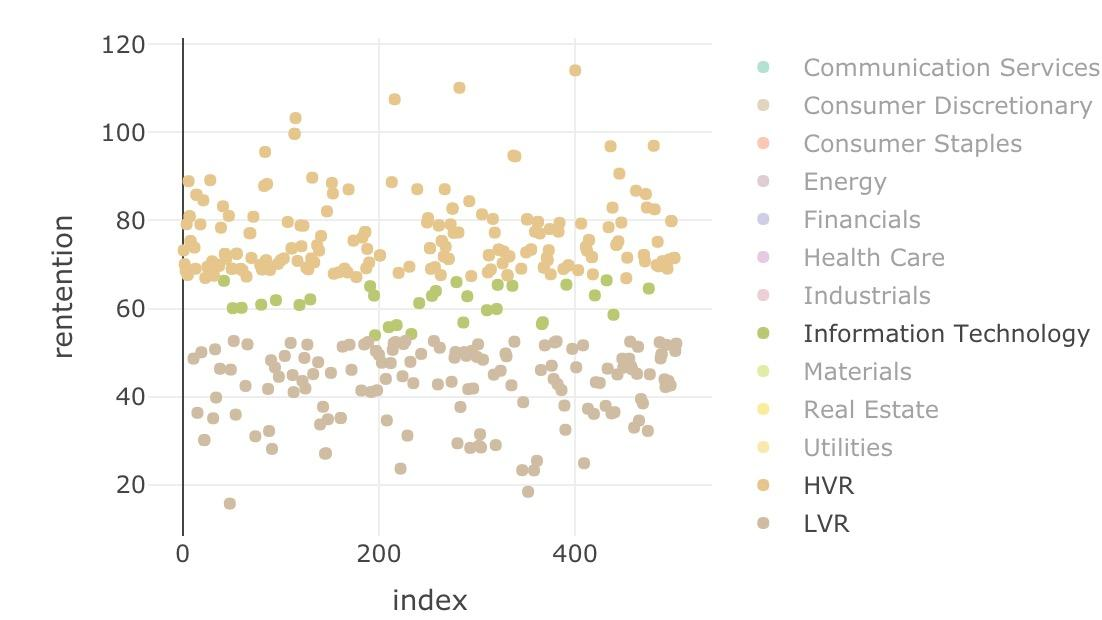 120
100
80
60
40
20
rentention
0
200
400
index
Communication Services
Consumer Discretionary
Consumer Staples
Energy
Financials
Health Care
Industrials
Information Technology
Materials
Real Estate
Utilities
HVR
LVR